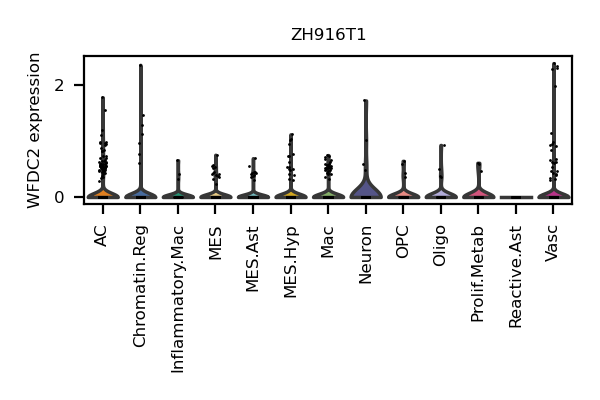 ZH916T1
WFDC2 expression
2
0
AC
Chromatin.Reg
Inflammatory.Mac
MES
MES.Ast
MES.Hyp
Mac
Neuron
OPC
Oligo
Prolif.Metab
Reactive.Ast
Vasc